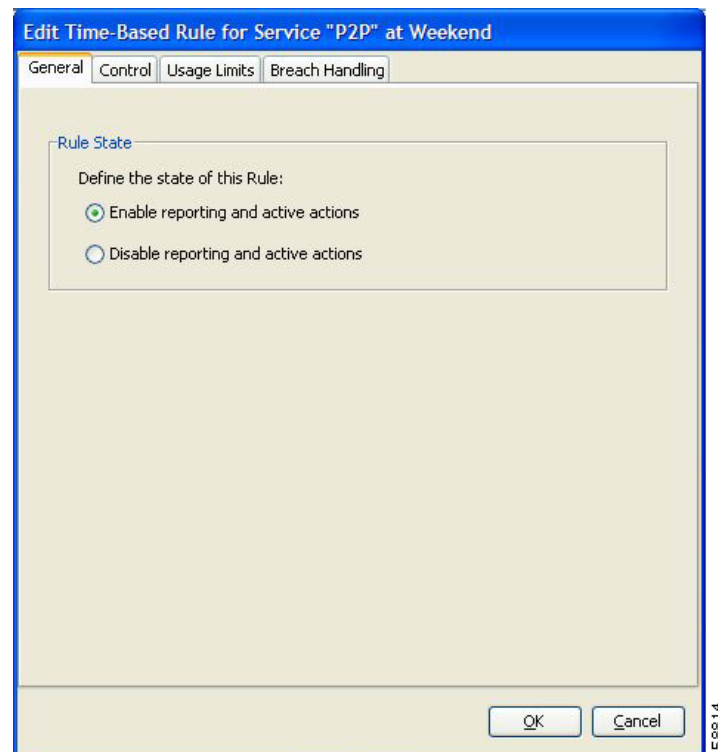 Edit Time-Based Rule for Service "P2P" at Weekend
General Control Usage Limits Breach Handling
Rule State
Define the state of this Rule:
Enable reporting and active actions
Disable reporting and active actions
OK Cancel